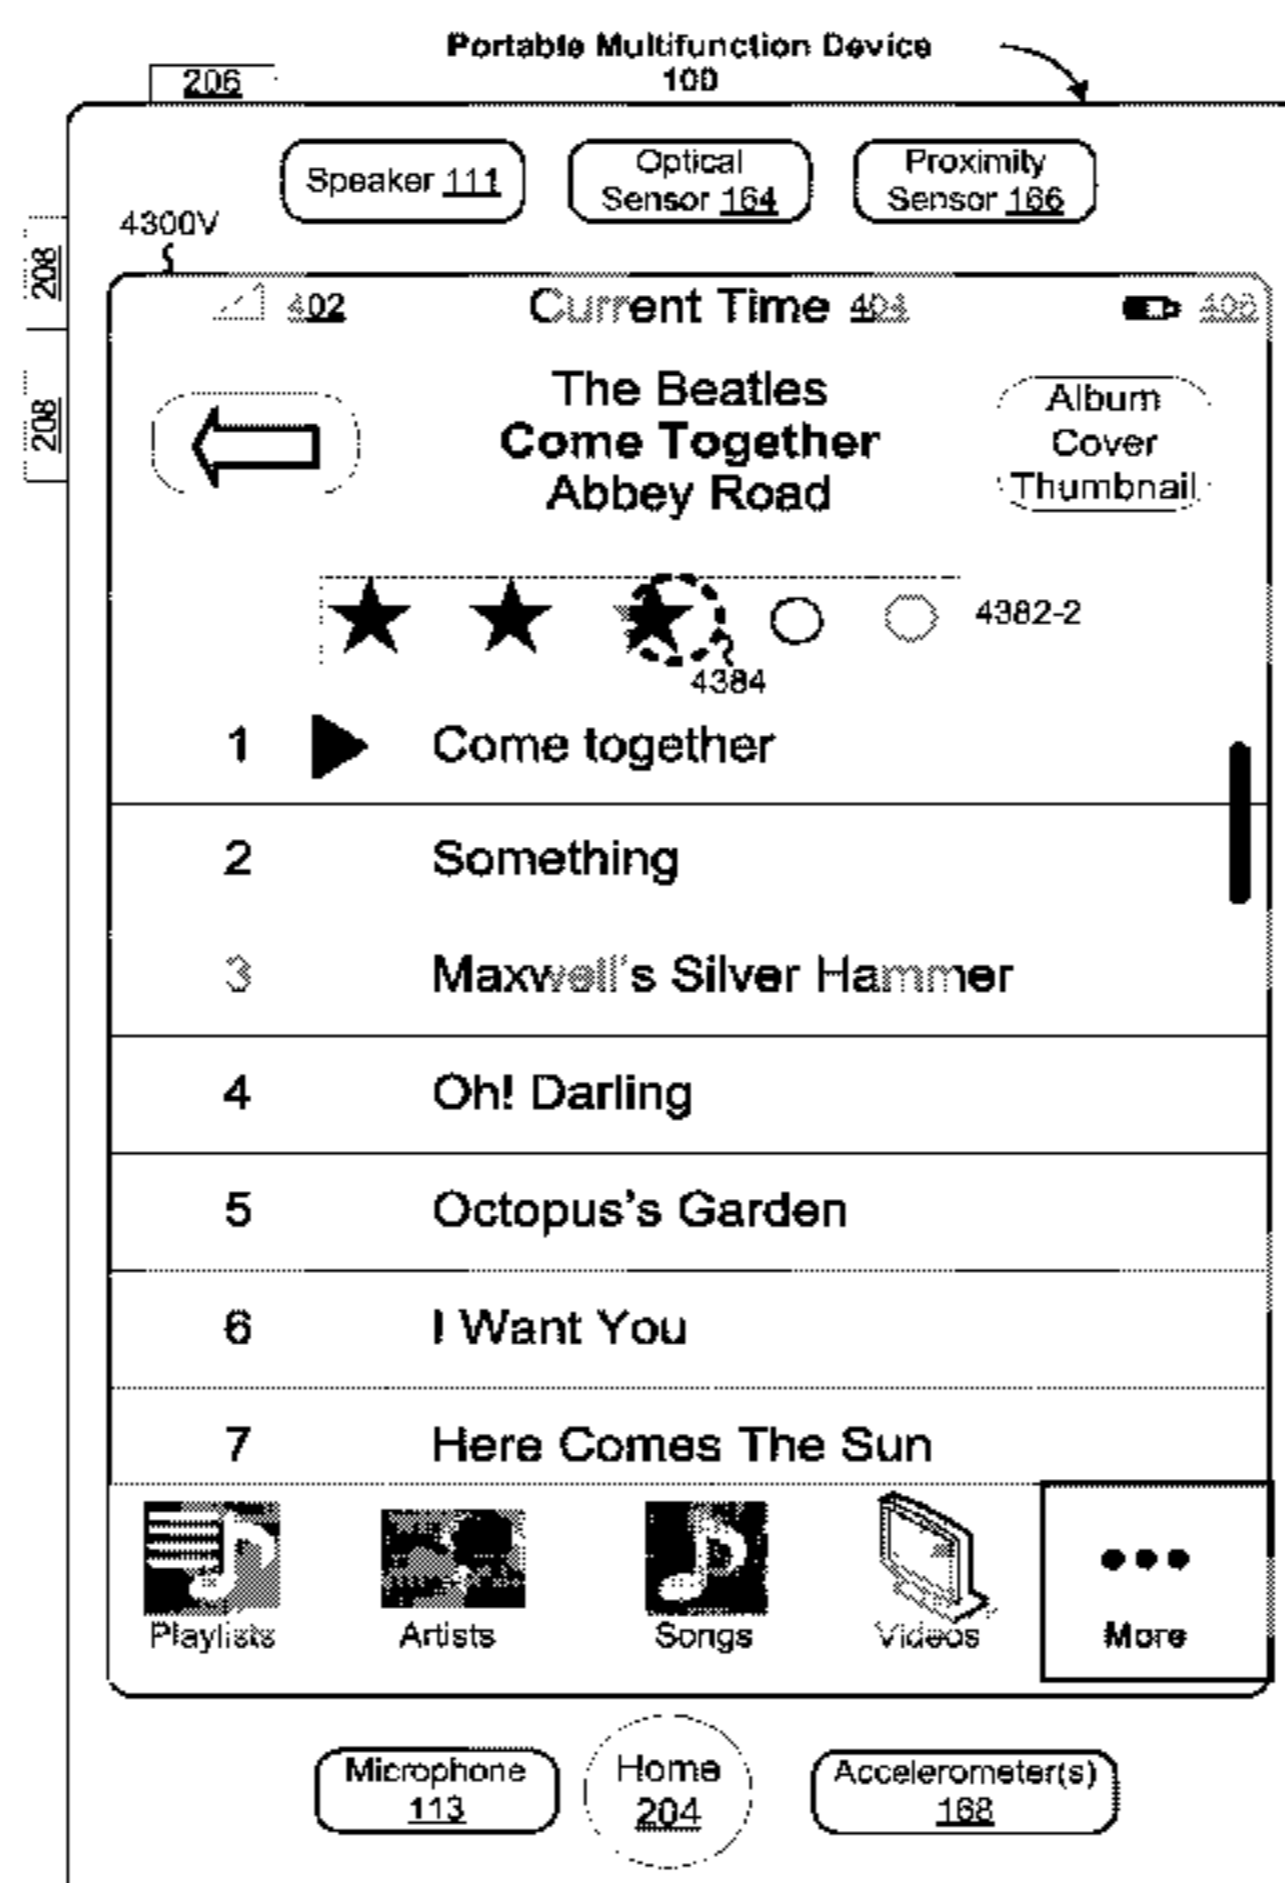 Portable Multifunction Device
100
206
Speaker 111
Optical
Sensor 164
Proximity
Sensor 166
4300V
208
208
402
Current Time 404
406
The Beatles
Come Together
Abbey Road
Album
Cover
Thumbnail
4382-2
4384
1 Come together
2 Something
3 Maxwell's Silver Hammer
4 Oh! Darling
5 Octopus's Garden
6 I Want You
7 Here Comes The Sun
Playlists
Artists
Songs
Videos
More
Microphone
113
Home
204
Accelerometer(s)
168